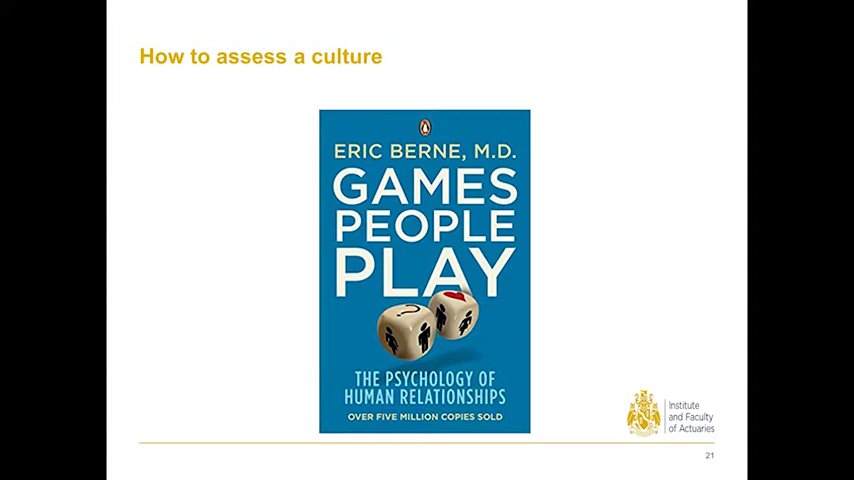 How to assess a culture
ERIC BERNE, M.D.
GAMES
PEOPLE
PLAY
?
THE PSYCHOLOGY OF
HUMAN RELATIONSHIPS
OVER FIVE MILLION COPIES SOLD
Institute
and Faculty
of Actuaries
21